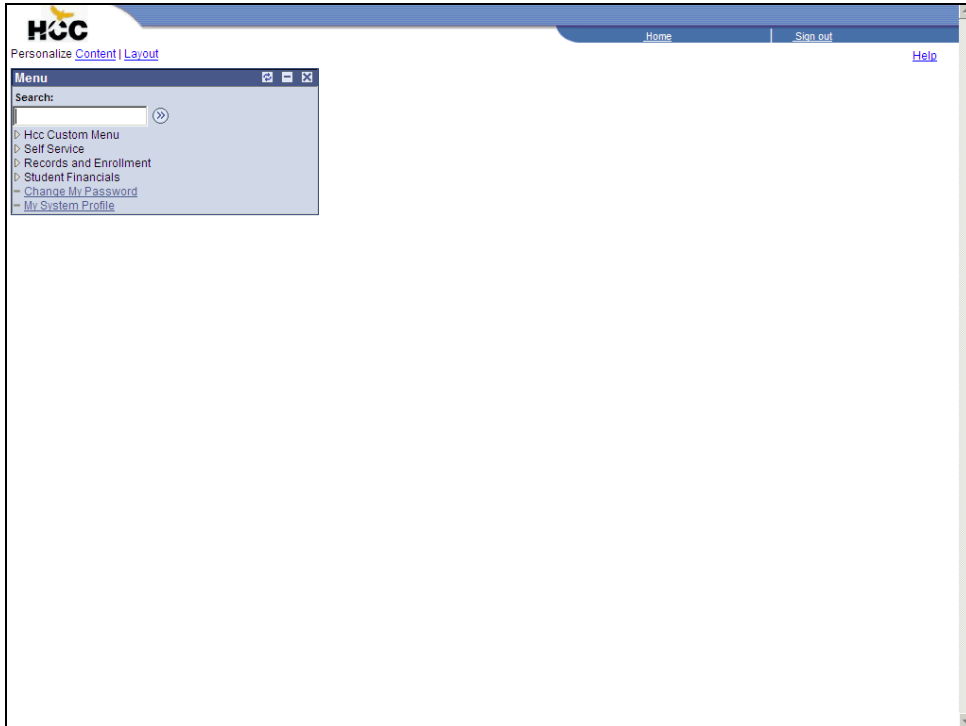 HCC
Home Sign out
Personalize Content | Layout
Help
Menu
Search:
Hcc Custom Menu
Self Service
Records and Enrollment
Student Financials
Change My Password
My System Profile